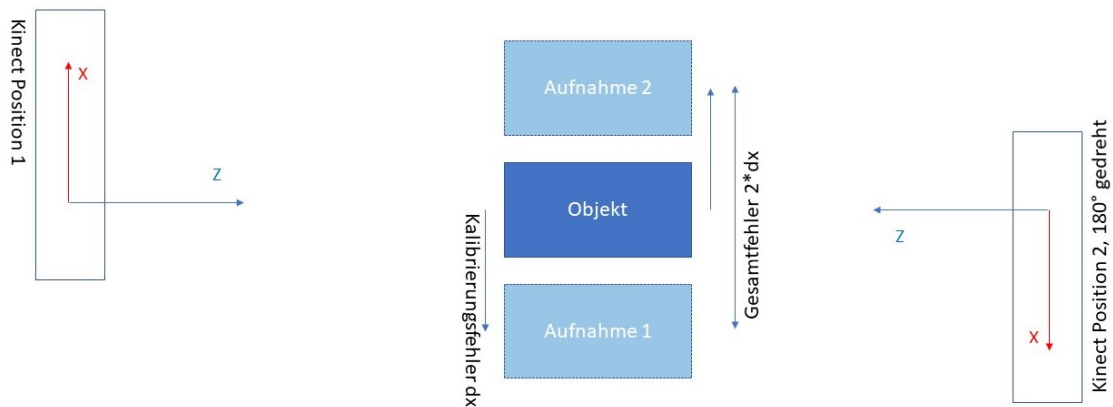 Kinect Position 1
X
Z
Aufnahme 2
Objekt
Aufnahme 1
Kalibrierungsfehler dx
Gesamtfehler 2*dx
Z
X
Kinect Position 2, 180° gedreht